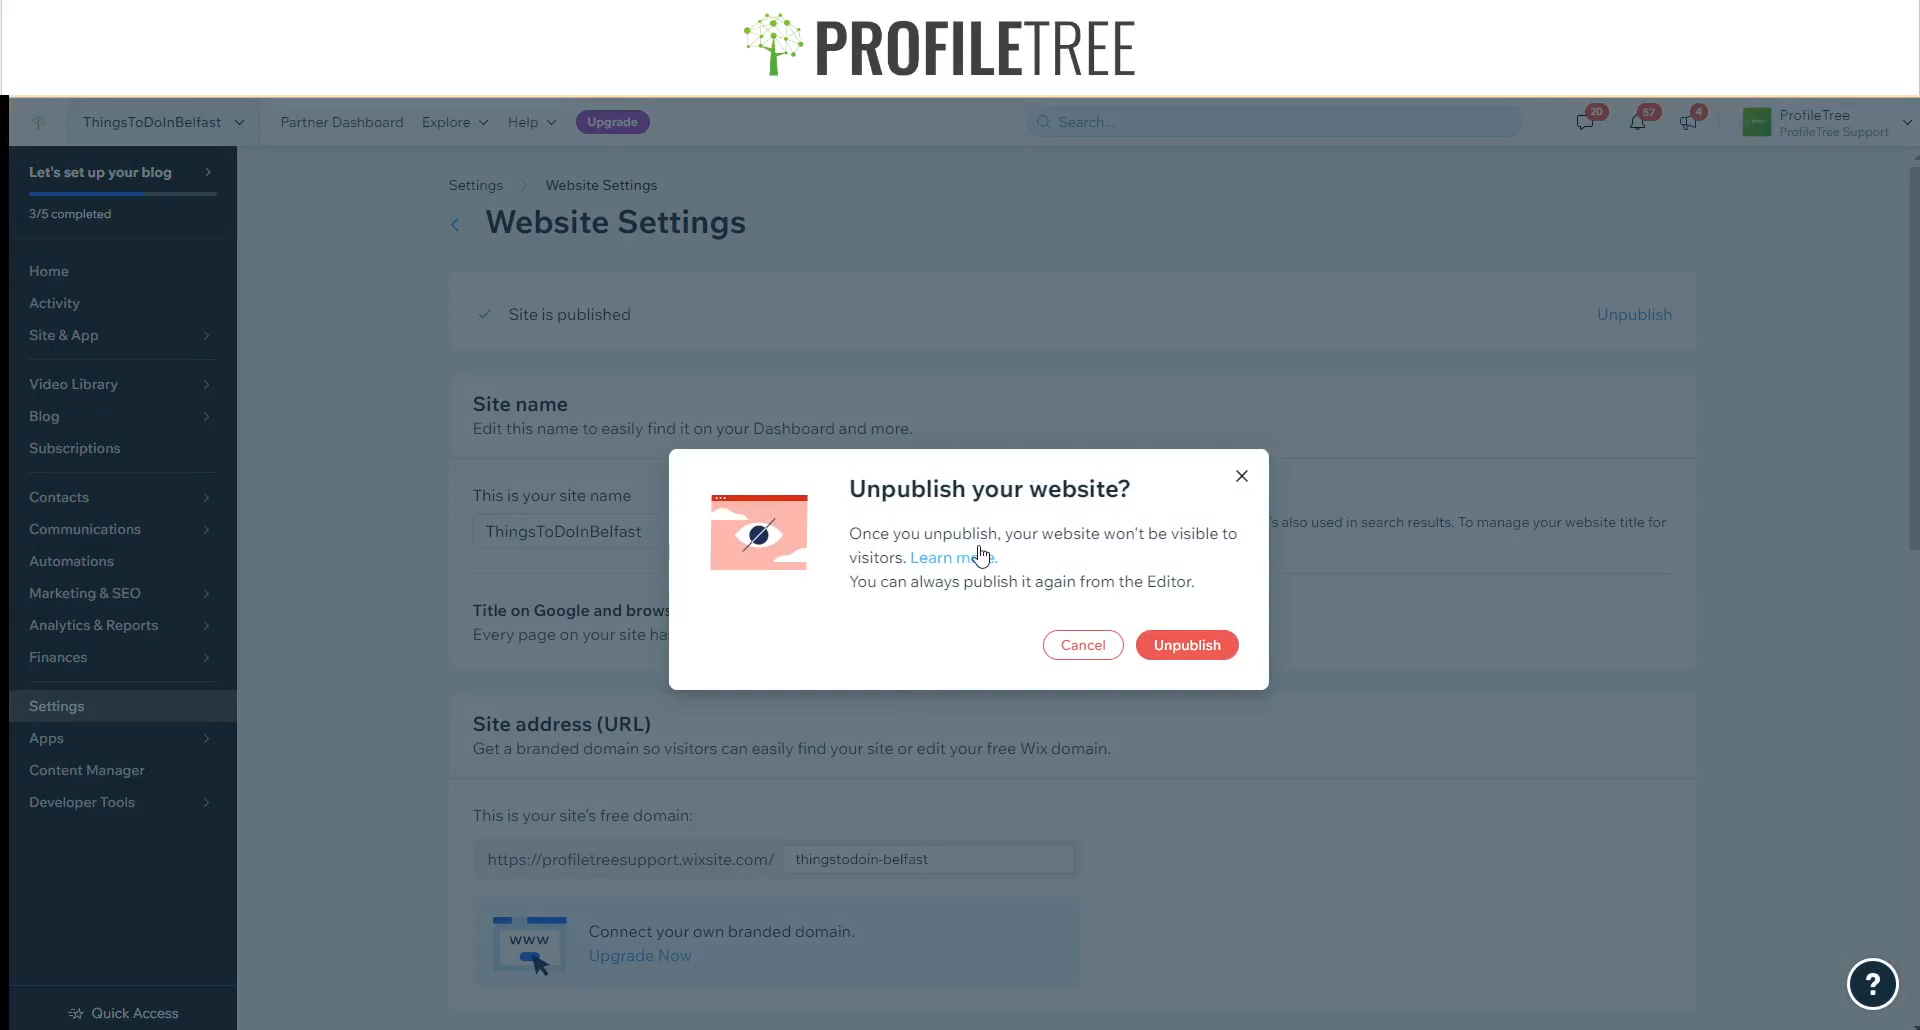 PROFILETREE
ThingsToDoInBelfast Partner Dashboard Explore Help Upgrade Search... 20 57 4 ProfileTree
ProfileTree Support
Let's set up your blog
3/5 completed
Home
Activity
Site & App
Video Library
Blog
Subscriptions
Contacts
Communications
Automations
Marketing & SEO
Analytics & Reports
Finances
Settings
Apps
Content Manager
Developer Tools
Quick Access
Settings Website Settings
Website Settings
Site is published Unpublish
Site name
Edit this name to easily find it on your Dashboard and more.
This is your site name
ThingsToDoInBelfast
also used in search results. To manage your website title for
Title on Google and
Every page on your site
Unpublish your website?
Once you unpublish, your website won't be visible to
visitors. Learn
You can always publish it again from the Editor.
Cancel Unpublish
Site address (URL)
Get a branded domain so visitors can easily find your site or edit your free Wix domain.
This is your site's free domain:
https://profiletreesupport.wixsite.com/ thingstodoin-belfast
www
Connect your own branded domain.
Upgrade Now
?